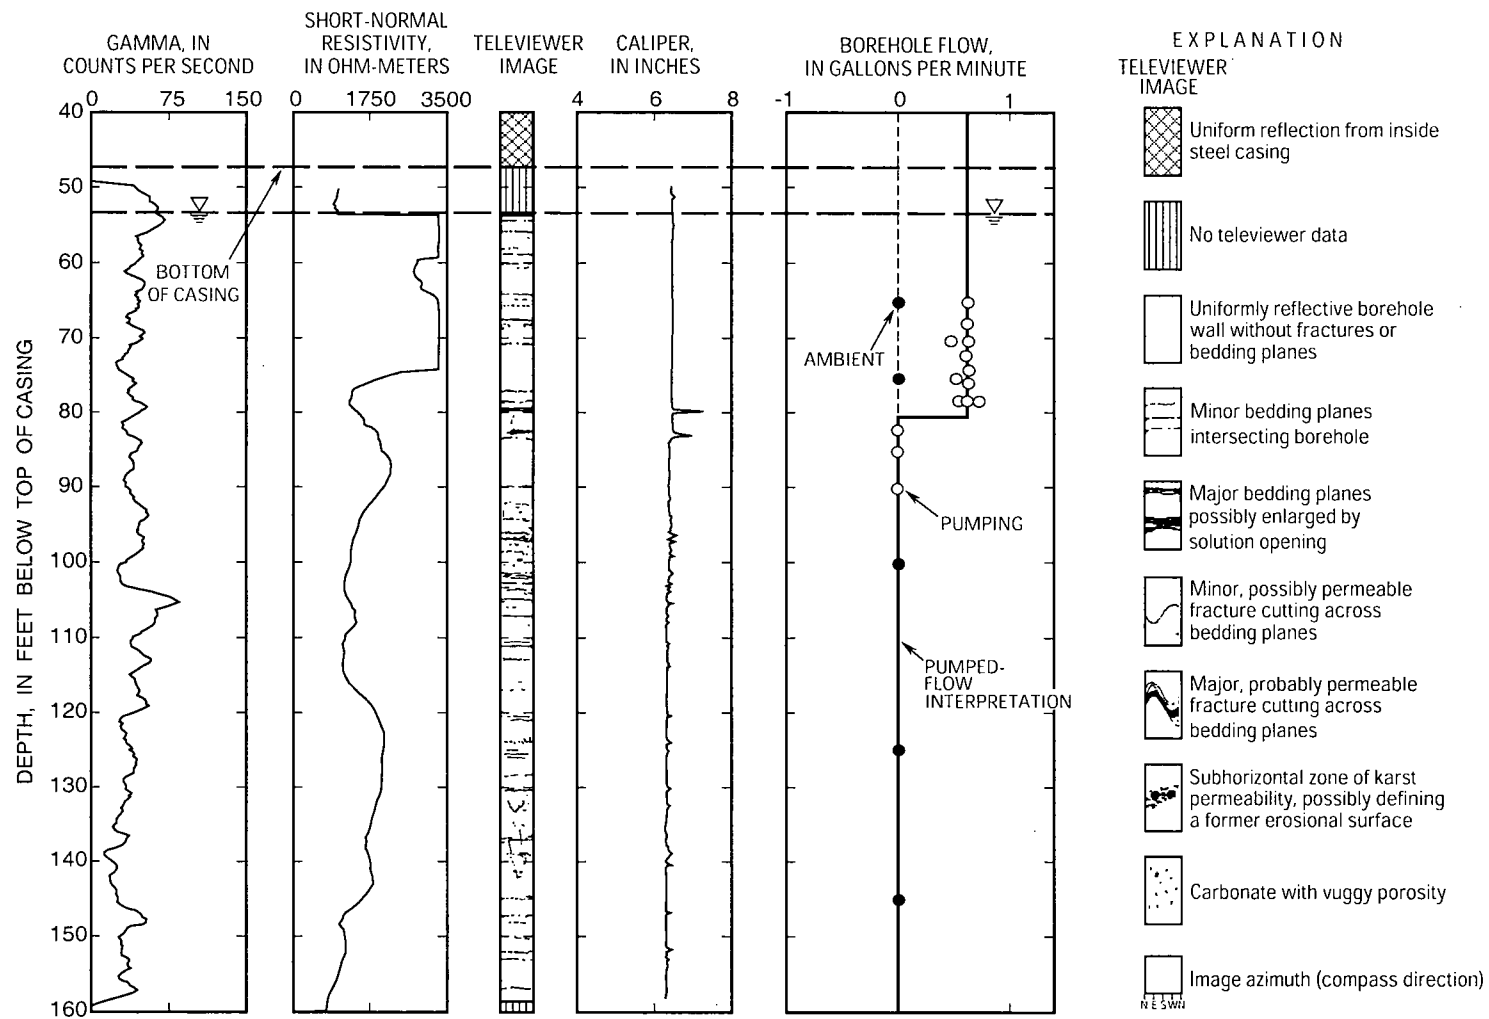 GAMMA, IN
COUNTS PER SECOND
0 75 150
SHORT-NORMAL
RESISTIVITY,
IN OHM-METERS
0 1750 3500
TELEVIEWER
IMAGE
CALIPER,
IN INCHES
4 6 8
BOREHOLE FLOW,
IN GALLONS PER MINUTE
-1 0 1
DEPTH, IN FEET BELOW TOP OF CASING
40
50
60
70
80
90
100
110
120
130
140
150
160
BOTTOM
OF CASING
AMBIENT
PUMPING
PUMPED-
FLOW
INTERPRETATION
EXPLANATION
TELEVIEWER
IMAGE
Uniform reflection from inside
steel casing
No televiewer data
Uniformly reflective borehole
wall without fractures or
bedding planes
Minor bedding planes
intersecting borehole
Major bedding planes
possibly enlarged by
solution opening
Minor, possibly permeable
fracture cutting across
bedding planes
Major, probably permeable
fracture cutting across
bedding planes
Subhorizontal zone of karst
permeability, possibly defining
a former erosional surface
Carbonate with vuggy porosity
Image azimuth (compass direction)
N E S W N